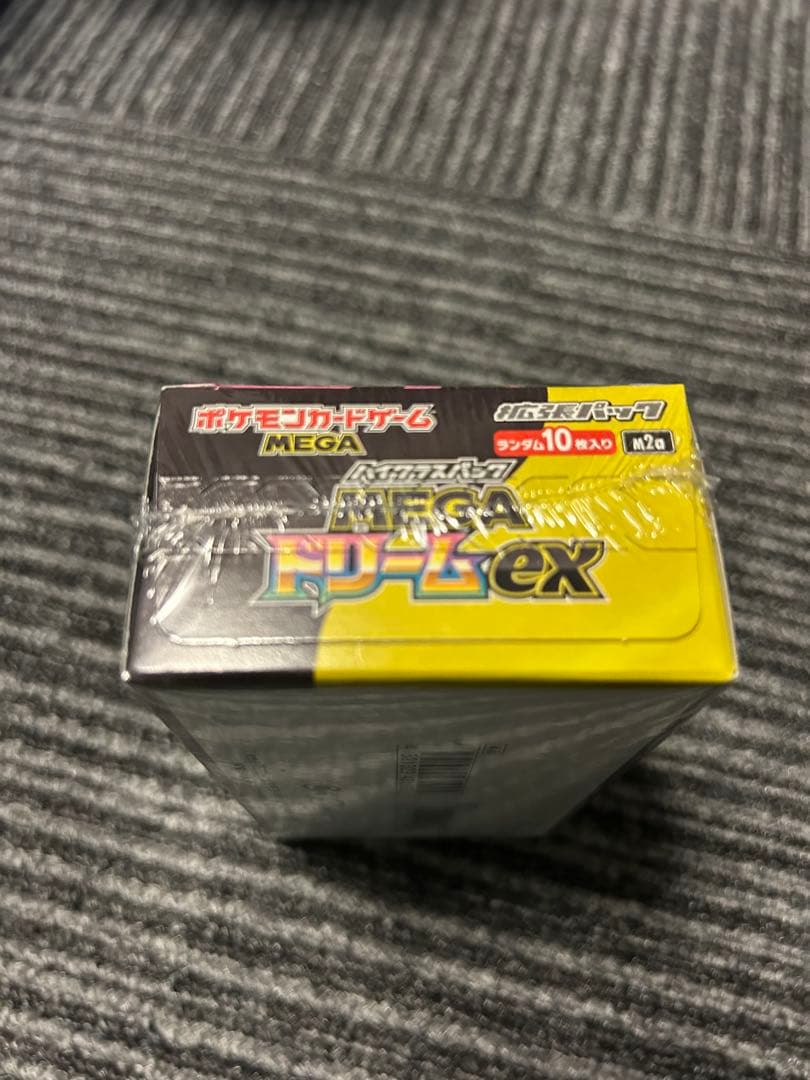 ポケモンカードゲーム
MEGA
拡張パック
ランダム10枚入り
M2a
ハイクラスパック
MEGA
ドリームex